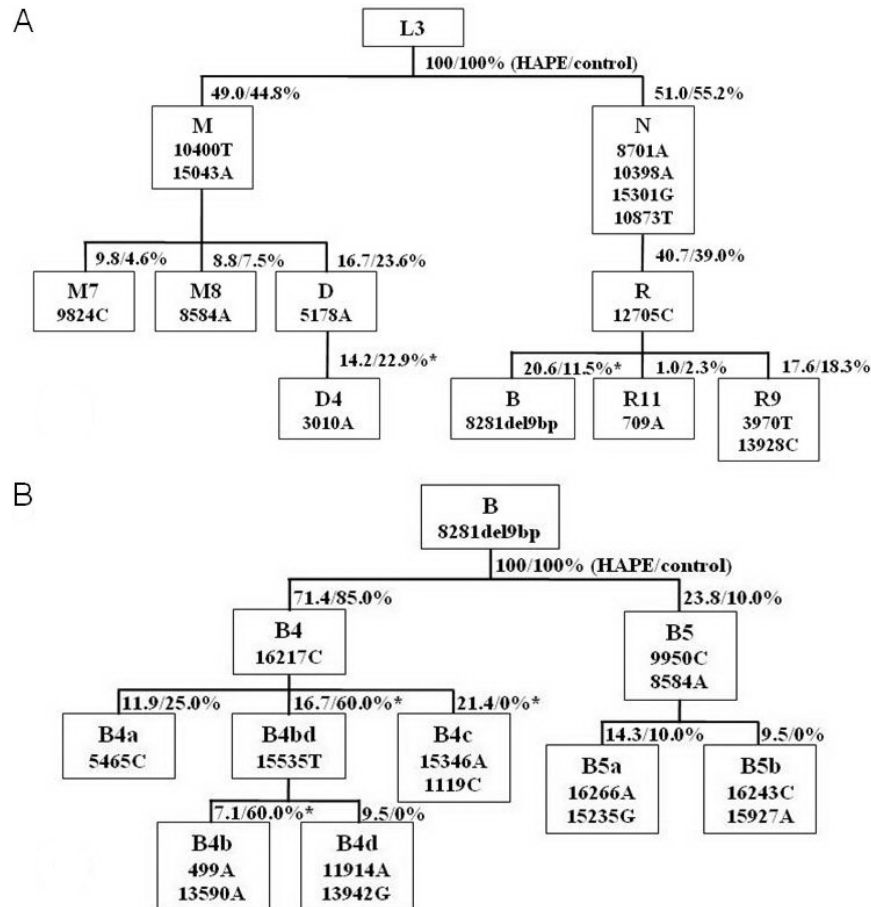 A
L3
100/100% (HAPE/control)
49.0/44.8%
51.0/55.2%
M
10400T
15043A
N
8701A
10398A
15301G
10873T
9.8/4.6%
8.8/7.5%
16.7/23.6%
40.7/39.0%
M7
9824C
M8
8584A
D
5178A
R
12705C
14.2/22.9%*
20.6/11.5%*
1.0/2.3%
17.6/18.3%
D4
3010A
B
8281del9bp
R11
709A
R9
3970T
13928C
B
B
8281del9bp
100/100% (HAPE/control)
71.4/85.0%
23.8/10.0%
B4
16217C
B5
9950C
8584A
11.9/25.0%
16.7/60.0%*
21.4/0%*
B4a
5465C
B4bd
15535T
B4c
15346A
1119C
14.3/10.0%
9.5/0%
B5a
16266A
15235G
B5b
16243C
15927A
7.1/60.0%*
9.5/0%
B4b
499A
13590A
B4d
11914A
13942G